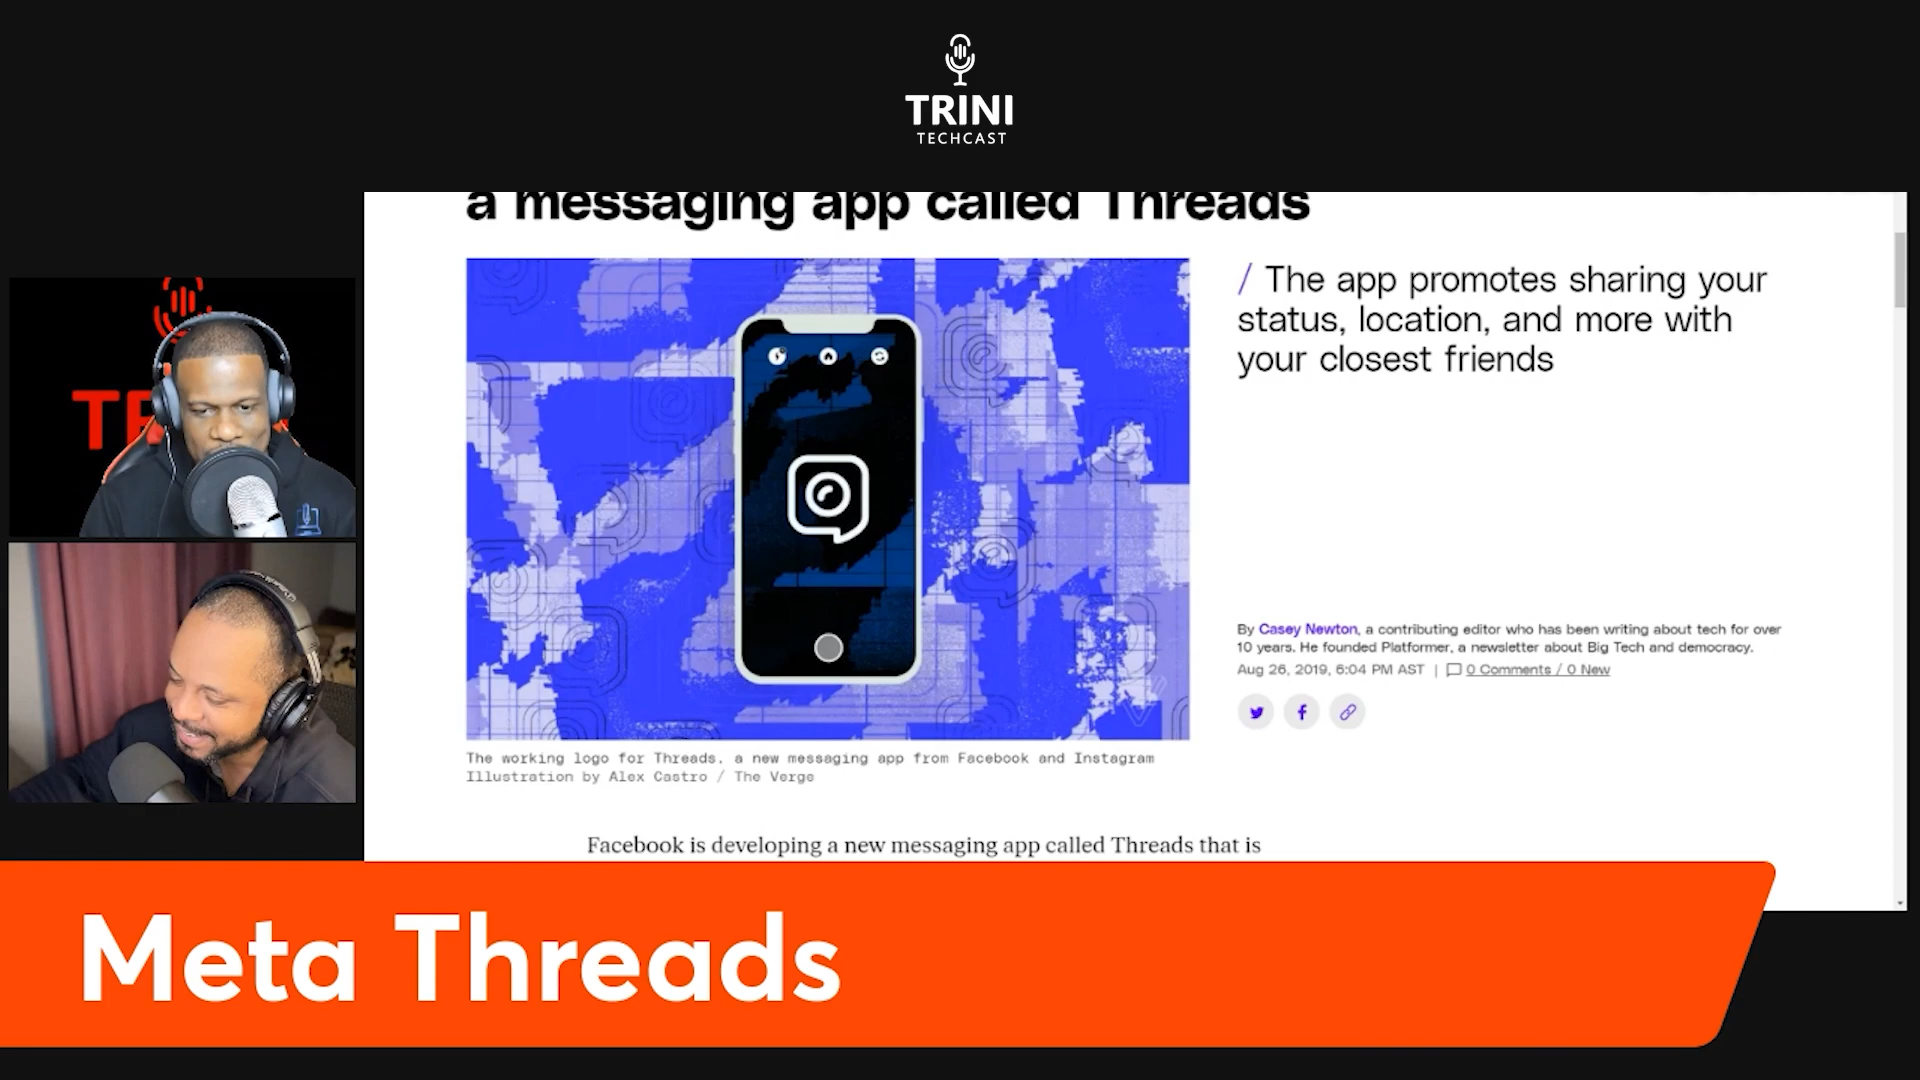 TRINI
TECHCAST
a messaging app called Threads
/ The app promotes sharing your
status, location, and more with
your closest friends
By Casey Newton, a contributing editor who has been writing about tech for over
10 years. He founded Platformer, a newsletter about Big Tech and democracy.
Aug 26, 2019, 6:04 PM AST | 0 Comments / 0 New
The working logo for Threads, a new messaging app from Facebook and Instagram
Illustration by Alex Castro / The Verge
Facebook is developing a new messaging app called Threads that is
Meta Threads